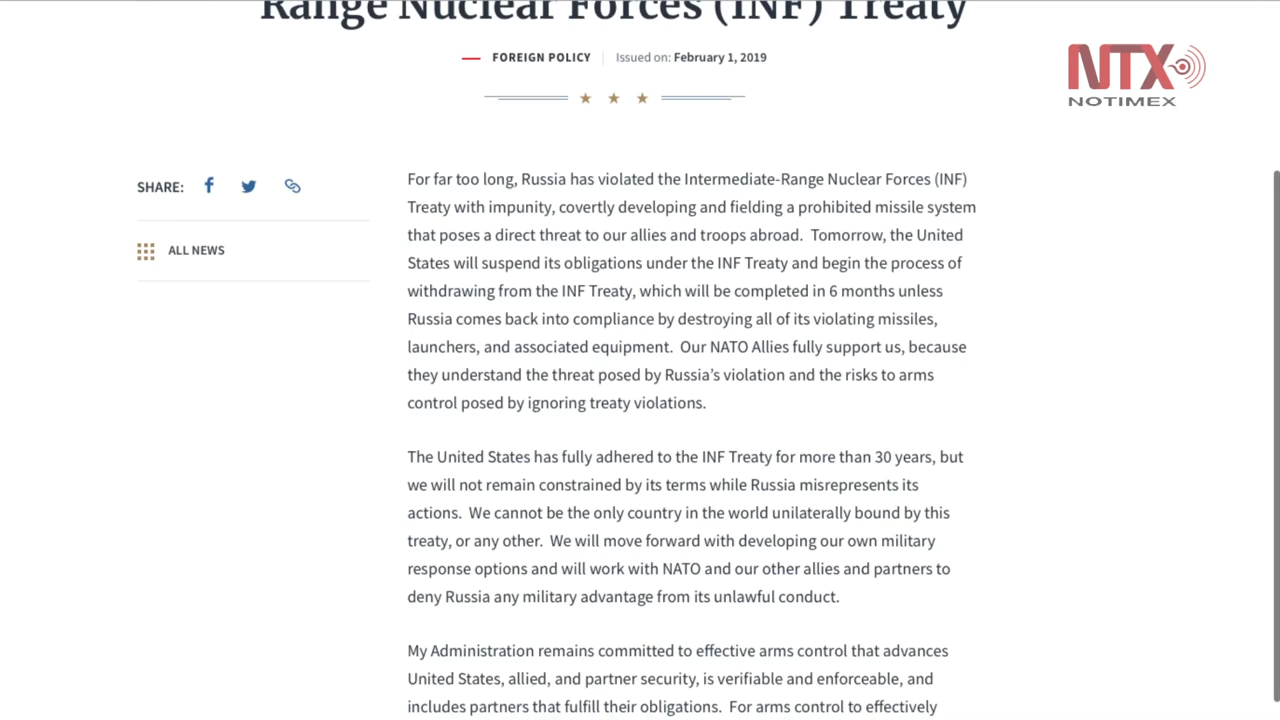 Range Nuclear Forces (INF) Treaty
FOREIGN POLICY Issued on: February 1, 2019
NTX
NOTIMEX
SHARE:
ALL NEWS
For far too long, Russia has violated the Intermediate-Range Nuclear Forces (INF)
Treaty with impunity, covertly developing and fielding a prohibited missile system
that poses a direct threat to our allies and troops abroad.  Tomorrow, the United
States will suspend its obligations under the INF Treaty and begin the process of
withdrawing from the INF Treaty, which will be completed in 6 months unless
Russia comes back into compliance by destroying all of its violating missiles,
launchers, and associated equipment.  Our NATO Allies fully support us, because
they understand the threat posed by Russia’s violation and the risks to arms
control posed by ignoring treaty violations.
The United States has fully adhered to the INF Treaty for more than 30 years, but
we will not remain constrained by its terms while Russia misrepresents its
actions.  We cannot be the only country in the world unilaterally bound by this
treaty, or any other.  We will move forward with developing our own military
response options and will work with NATO and our other allies and partners to
deny Russia any military advantage from its unlawful conduct.
My Administration remains committed to effective arms control that advances
United States, allied, and partner security, is verifiable and enforceable, and
includes partners that fulfill their obligations.  For arms control to effectively